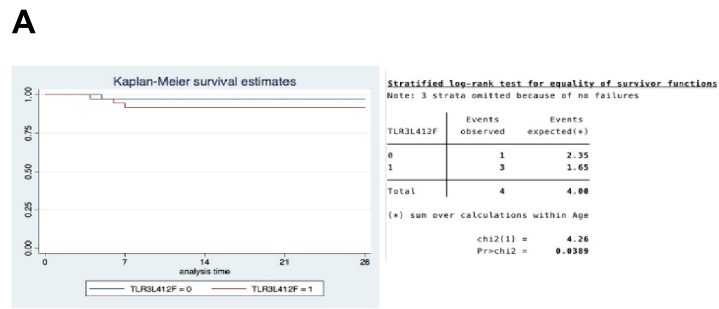 A
Kaplan-Meier survival estimates
1.00
0.75
0.50
0.25
0.00
0 7 14 21 28
analysis time
TLR3L412F = 0 TLR3L412F = 1
Stratified log-rank test for equality of survivor functions
Note: 3 strata omitted because of no failures
Events Events
TLR3L412F observed expected(*)
0 1 2.35
1 3 1.65
Total 4 4.00
(*) sum over calculations within Age
chi2(1) = 4.26
Pr>chi2 = 0.0389